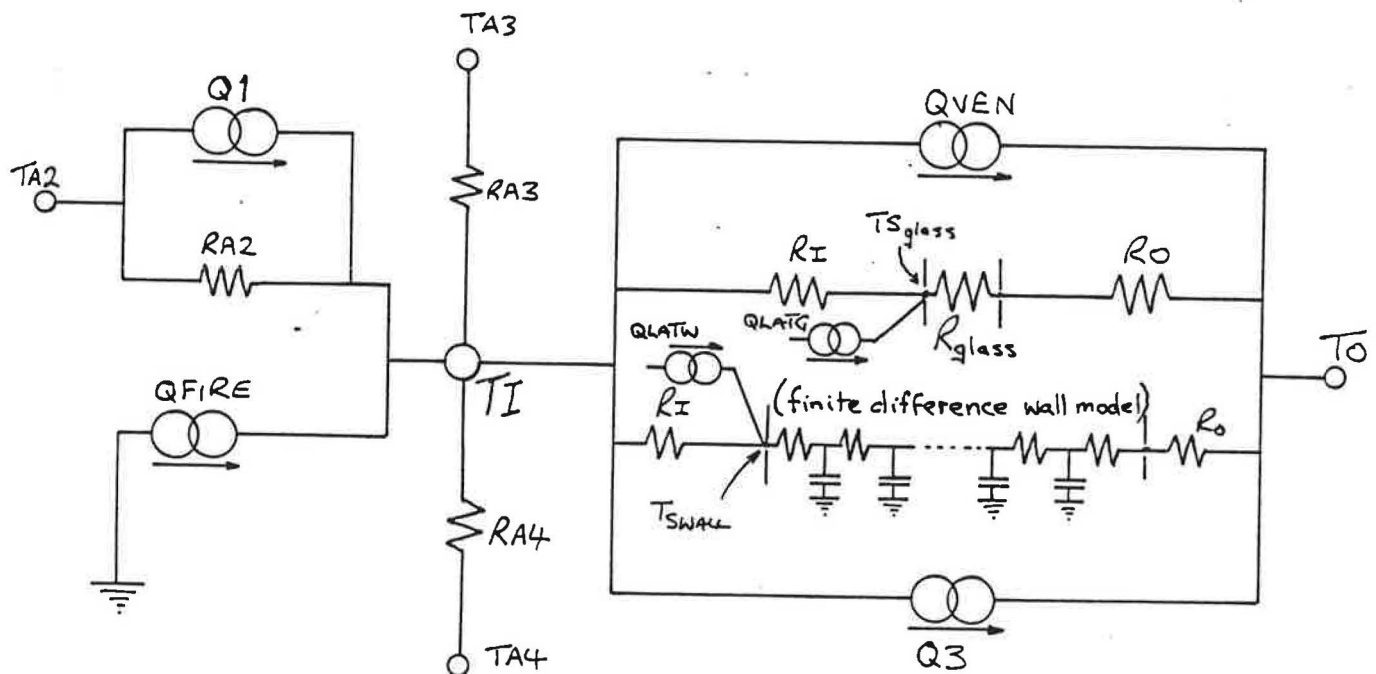 TA3
Q1
QVEN
TA2
RA3
TSglass
RA2
RI
RO
QLATW
QLATG
Rglass
TO
TI
QFIRE
RI
(finite difference wall model)
Ro
TSWALL
RA4
TA4
Q3